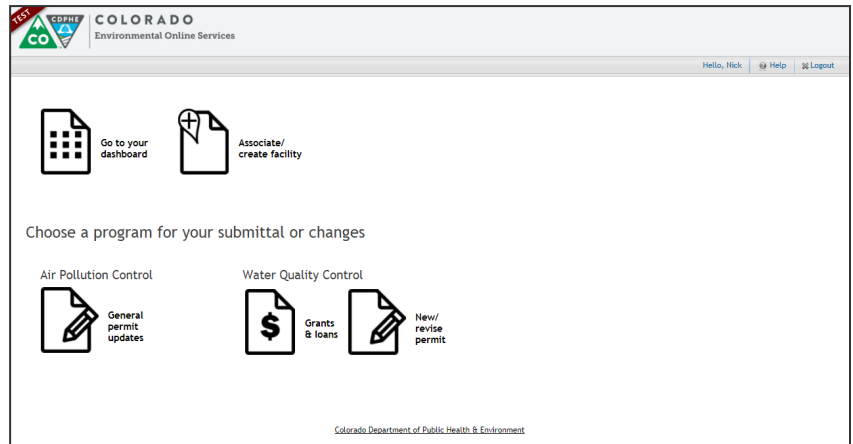 TEST
CDPHE
CO
COLORADO
Environmental Online Services
Hello, Nick
Help
Logout
Go to your
dashboard
Associate/
create facility
Choose a program for your submittal or changes
Air Pollution Control
General
permit
updates
Water Quality Control
$
Grants
& loans
New/
revise
permit
Colorado Department of Public Health & Environment